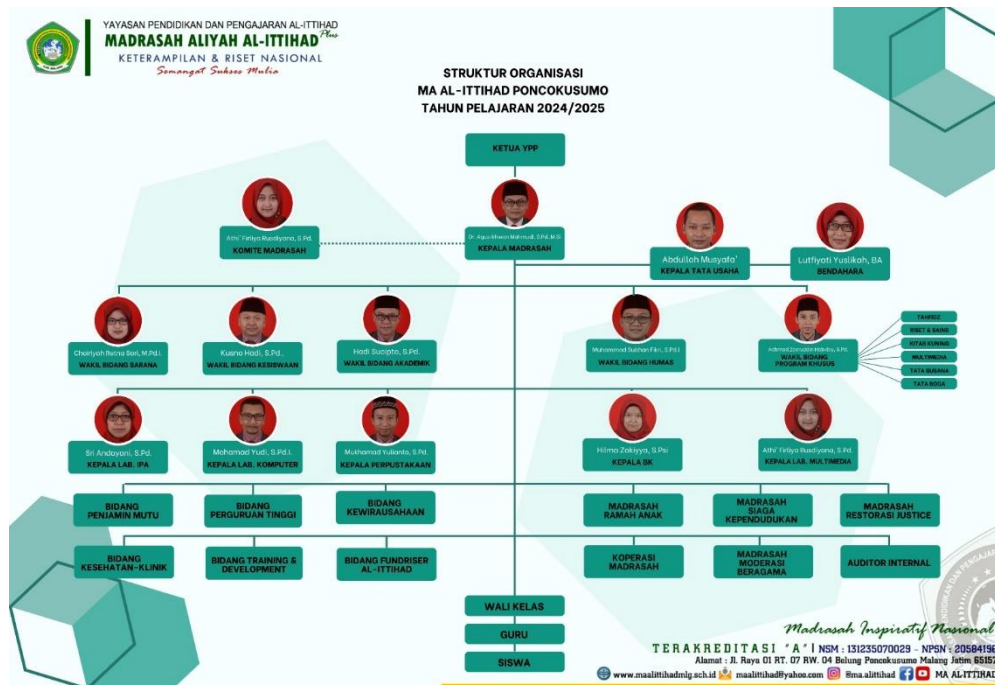 YAYASAN PENDIDIKAN DAN PENGAJARAN AL-ITTIHAD
MADRASAH ALIYAH AL-ITTIHAD Plus
KETERAMPILAN & RISET NASIONAL
Semangat Sukses Mulia
STRUKTUR ORGANISASI
MA AL-ITTIHAD PONCOKUSUMO
TAHUN PELAJARAN 2024/2025
KETUA YPP
Athi' Firliya Rusdiyana, S.Pd.
KOMITE MADRASAH
KEPALA MADRASAH
Abdulloh Musyafa'
KEPALA TATA USAHA
Lutfiyati Yuslikah, BA
BENDAHARA
Choiriyah Retno Sari, M.Pd.I.
WAKIL BIDANG SARANA
Kusno Hadi, S.Pd.,
WAKIL BIDANG KESISWAAN
Hadi Sucipto, S.Pd.
WAKIL BIDANG AKADEMIK
Muhammad Sulthan Fikri, S.Pd.I
WAKIL BIDANG HUMAS
WAKIL BIDANG
PROGRAM KHUSUS
TAHFIDZ
RISET & SAINS
KITAB KUNING
MULTIMEDIA
TATA BUSANA
TATA BOGA
Sri Andayani, S.Pd.
KEPALA LAB. IPA
Mohamad Yudi, S.Pd.I.
KEPALA LAB. KOMPUTER
Mukhamad Yulianto, S.Pd.
KEPALA PERPUSTAKAAN
Hilma Zakiyya, S.Psi
KEPALA BK
Athi' Firliya Rusdiyana, S.Pd.
KEPALA LAB. MULTIMEDIA
BIDANG
PENJAMIN MUTU
BIDANG
PERGURUAN TINGGI
BIDANG
KEWIRAUSAHAAN
MADRASAH
RAMAH ANAK
MADRASAH
SIAGA
KEPENDUDUKAN
MADRASAH
RESTORASI JUSTICE
BIDANG
KESEHATAN-KLINIK
BIDANG TRAINING &
DEVELOPMENT
BIDANG FUNDRISER
AL-ITTIHAD
KOPERASI
MADRASAH
MADRASAH
MODERASI
BERAGAMA
AUDITOR INTERNAL
WALI KELAS
GURU
SISWA
Madrasah Inspiratif Nasional
TERAKREDITASI "A" | NSM : 131235070029 - NPSN : 20584196
Alamat : Jl. Raya 01 RT. 07 RW. 04 Belung Poncokusumo Malang Jatim 65157
www.maalittihadmlg.sch.id maalittihad@yahoo.com @ma.alittihad MA AL-ITTIHAD